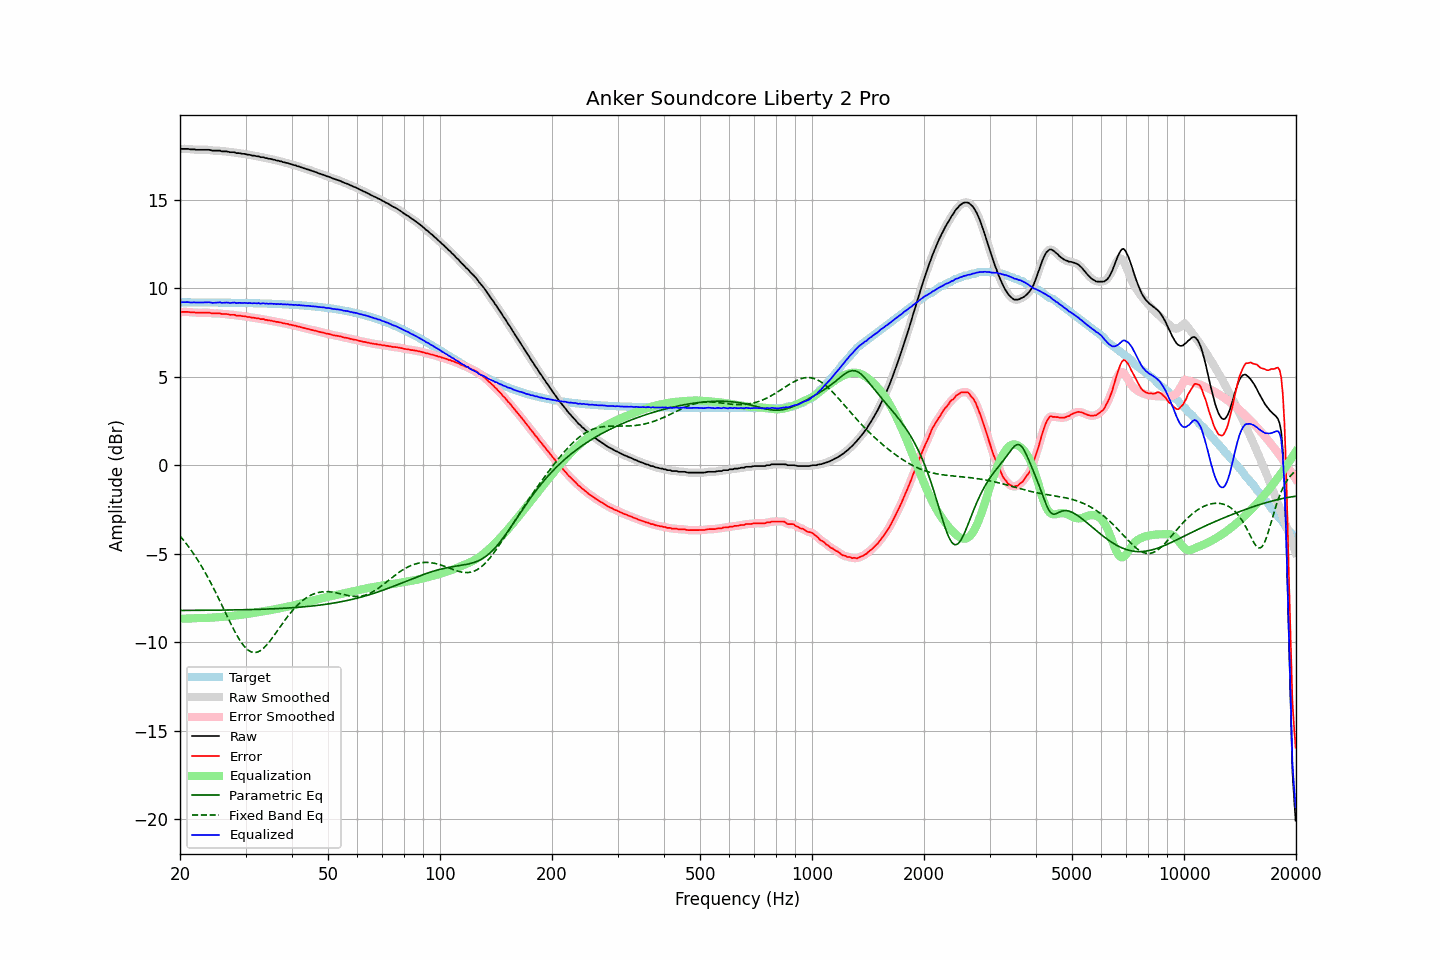 Anker Soundcore Liberty 2 Pro
Amplitude (dBr)
15
10
5
0
−5
−10
−15
−20
Target
Raw Smoothed
Error Smoothed
Raw
Error
Equalization
Parametric Eq
Fixed Band Eq
Equalized
20 50 100 200 500 1000 2000 5000 10000 20000
Frequency (Hz)